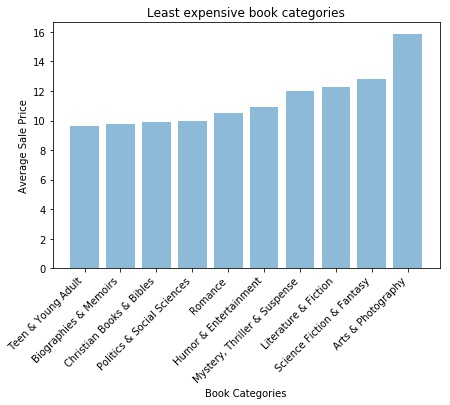 Least expensive book categories
Average Sale Price
16
14
12
10
8
6
4
2
0
Teen & Young Adult
Biographies & Memoirs
Christian Books & Bibles
Politics & Social Sciences
Romance
Humor & Entertainment
Mystery, Thriller & Suspense
Literature & Fiction
Science Fiction & Fantasy
Arts & Photography
Book Categories